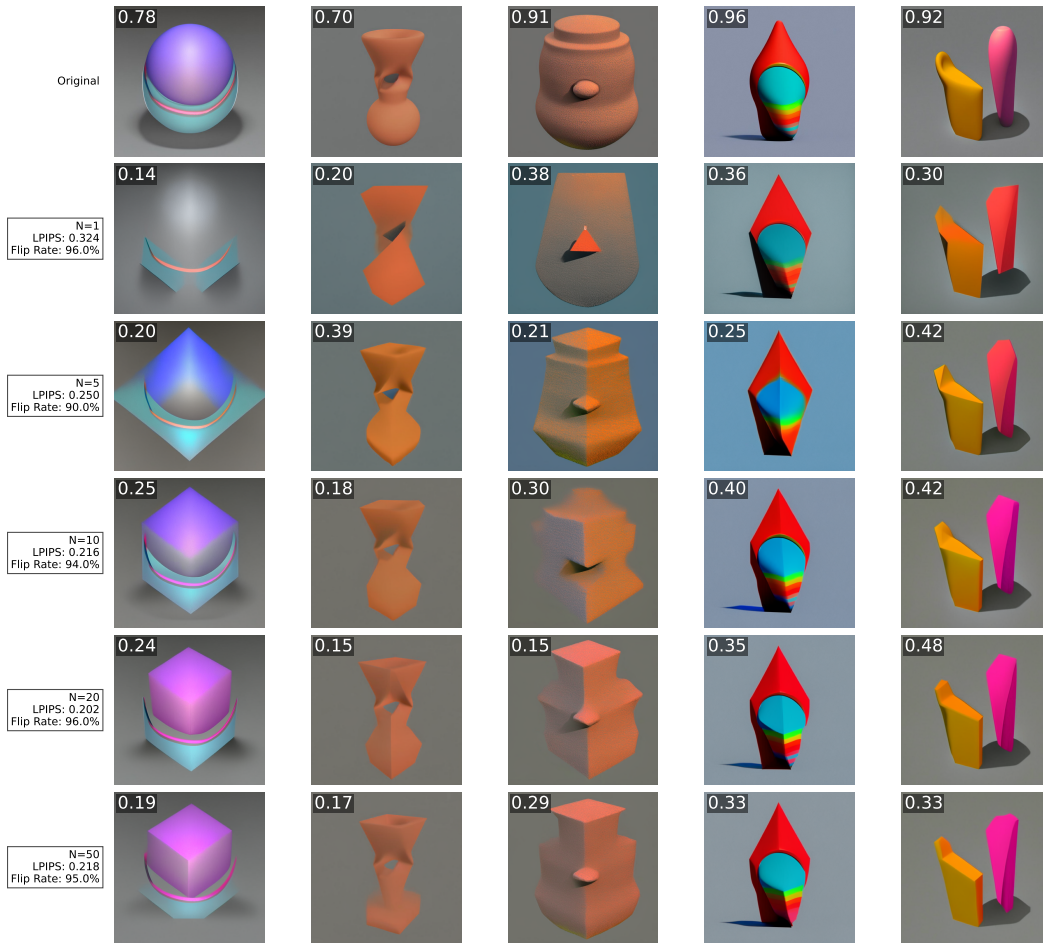 0.78 0.70 0.91 0.96 0.92
Original
0.14 0.20 0.38 0.36 0.30
N=1
LPIPS: 0.324
Flip Rate: 96.0%
0.20 0.39 0.21 0.25 0.42
N=5
LPIPS: 0.250
Flip Rate: 90.0%
0.25 0.18 0.30 0.40 0.42
N=10
LPIPS: 0.216
Flip Rate: 94.0%
0.24 0.15 0.15 0.35 0.48
N=20
LPIPS: 0.202
Flip Rate: 96.0%
0.19 0.17 0.29 0.33 0.33
N=50
LPIPS: 0.218
Flip Rate: 95.0%